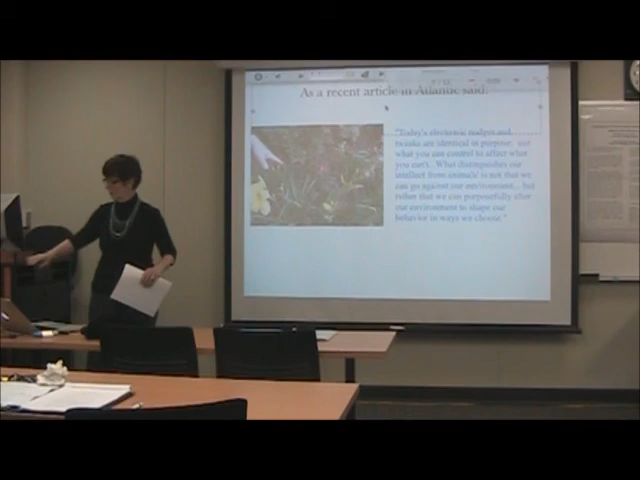 As a recent article in Atlantic said:
"Today's electronic nudges and
tweaks are identical in purpose: use
what you can control to affect what
you can't...What distinguishes our
intellect from animals' is not that we
can go against our environment... but
rather that we can purposefully alter
our environment to shape our
behavior in ways we choose."